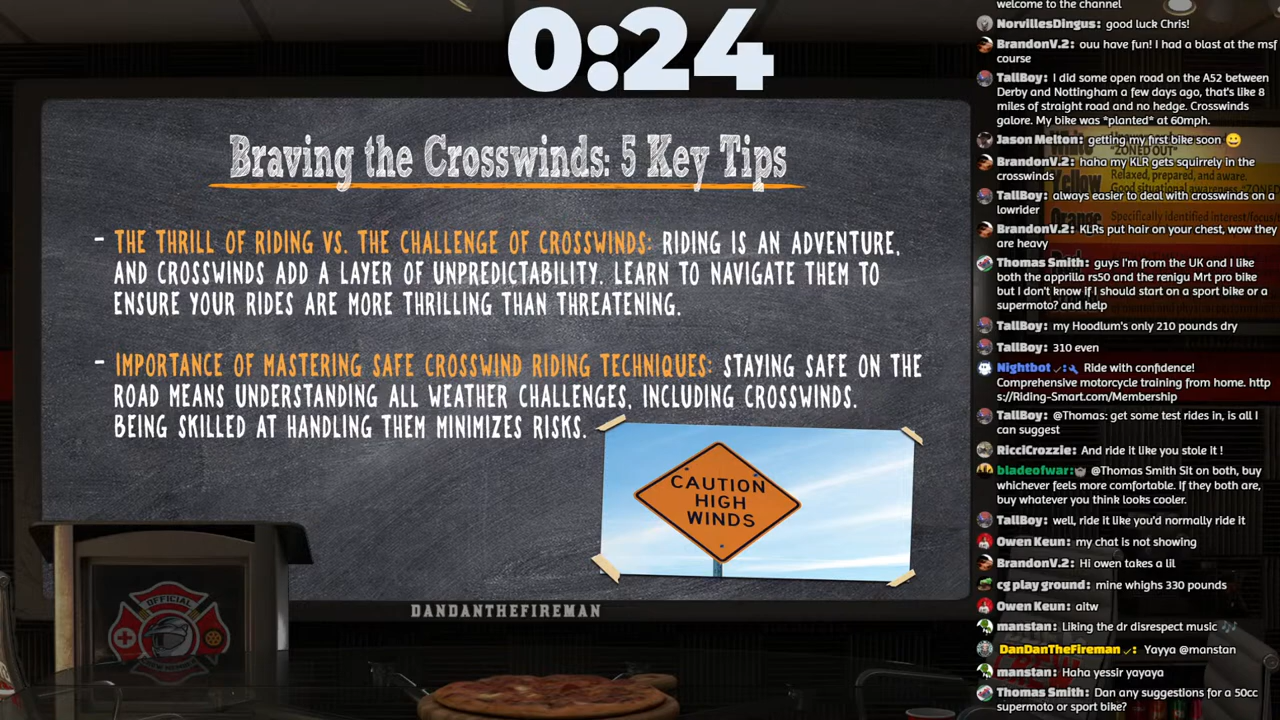 0:24
Braving the Crosswinds: 5 Key Tips
- THE THRILL OF RIDING VS. THE CHALLENGE OF CROSSWINDS: RIDING IS AN ADVENTURE,
AND CROSSWINDS ADD A LAYER OF UNPREDICTABILITY. LEARN TO NAVIGATE THEM TO
ENSURE YOUR RIDES ARE MORE THRILLING THAN THREATENING.
- IMPORTANCE OF MASTERING SAFE CROSSWIND RIDING TECHNIQUES: STAYING SAFE ON THE
ROAD MEANS UNDERSTANDING ALL WEATHER CHALLENGES, INCLUDING CROSSWINDS.
BEING SKILLED AT HANDLING THEM MINIMIZES RISKS.
CAUTION
HIGH
WINDS
OFFICIAL
DANDANTHEFIREMAN
welcome to the channel
NorvillesDingus: good luck Chris!
BrandonV.2: ouu have fun! I had a blast at the msf
course
TallBoy: I did some open road on the A52 between
Derby and Nottingham a few days ago, that's like 8
miles of straight road and no hedge. Crosswinds
galore. My bike was *planted* at 60mph.
Jason Melton: getting my first bike soon 😀
BrandonV.2: haha my KLR gets squirrely in the
crosswinds
TallBoy: always easier to deal with crosswinds on a
lowrider
BrandonV.2: KLRs put hair on your chest, wow they
are heavy
Thomas Smith: guys I'm from the UK and I like
both the apprilla rs50 and the renigu Mrt pro bike
but I don't know if I should start on a sport bike or a
supermoto? and help
TallBoy: my Hoodlum's only 210 pounds dry
TallBoy: 310 even
Nightbot: Ride with confidence!
Comprehensive motorcycle training from home. http
s://Riding-Smart.com/Membership
TallBoy: @Thomas: get some test rides in, is all I
can suggest
RicciCrozzie: And ride it like you stole it !
bladeofwar: @Thomas Smith Sit on both, buy
whichever feels more comfortable. If they both are,
buy whatever you think looks cooler.
TallBoy: well, ride it like you'd normally ride it
Owen Keun: my chat is not showing
BrandonV.2: Hi owen takes a lil
cg play ground: mine whighs 330 pounds
Owen Keun: aitw
manstan: Liking the dr disrespect music 🎶
DanDanTheFireman: Yayya @manstan
manstan: Haha yessir yayaya
Thomas Smith: Dan any suggestions for a 50cc
supermoto or sport bike?